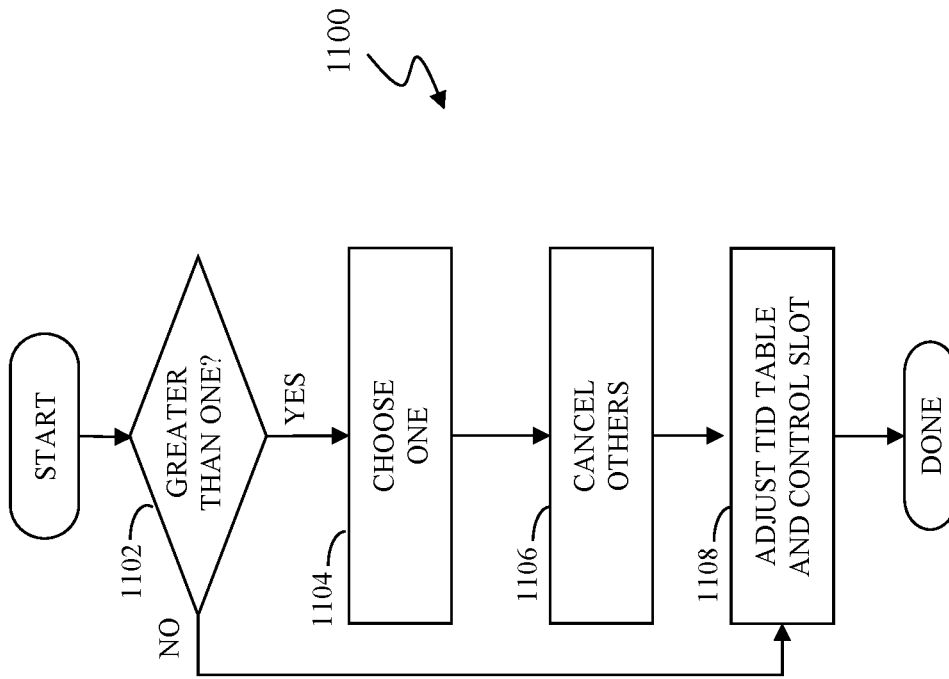 1100
START
GREATER
THAN ONE?
1102
NO
YES
CHOOSE
ONE
1104
CANCEL
OTHERS
1106
ADJUST TID TABLE
AND CONTROL SLOT
1108
DONE